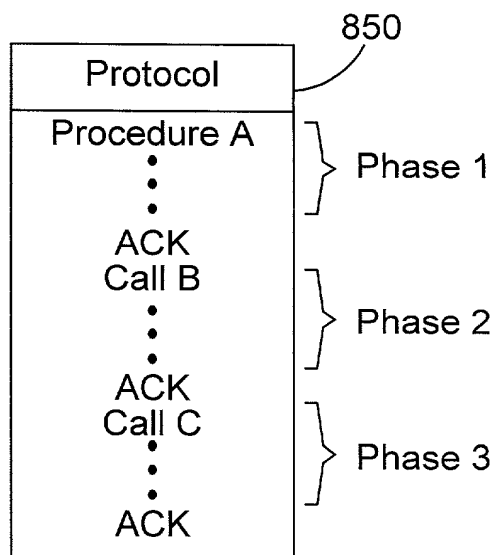 850
Protocol
Procedure A
Phase 1
ACK
Call B
Phase 2
ACK
Call C
Phase 3
ACK